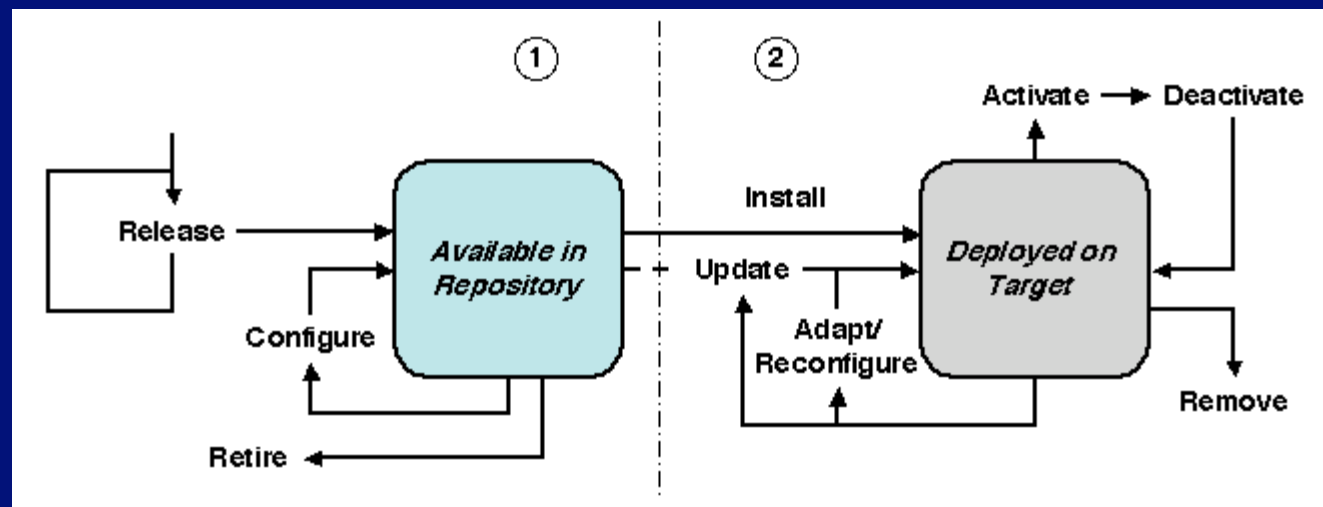 1
2
Activate
Deactivate
Release
Available in
Repository
Install
Update
Deployed on
Target
Configure
Adapt/
Reconfigure
Remove
Retire